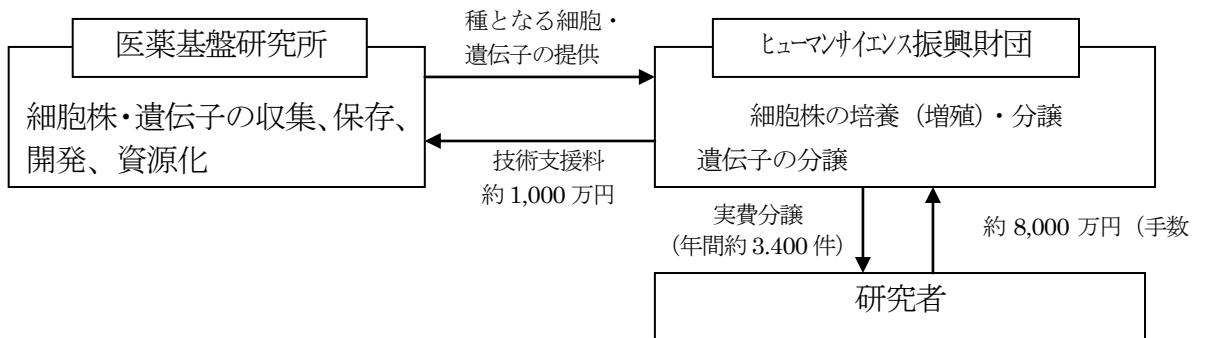 医薬基盤研究所
細胞株・遺伝子の収集、保存、
開発、資源化
種となる細胞・
遺伝子の提供
技術支援料
約 1,000 万円
ヒューマンサイエンス振興財団
細胞株の培養（増殖）・分譲
遺伝子の分譲
実費分譲
（年間約 3.400 件）
約 8,000 万円（手数
研究者